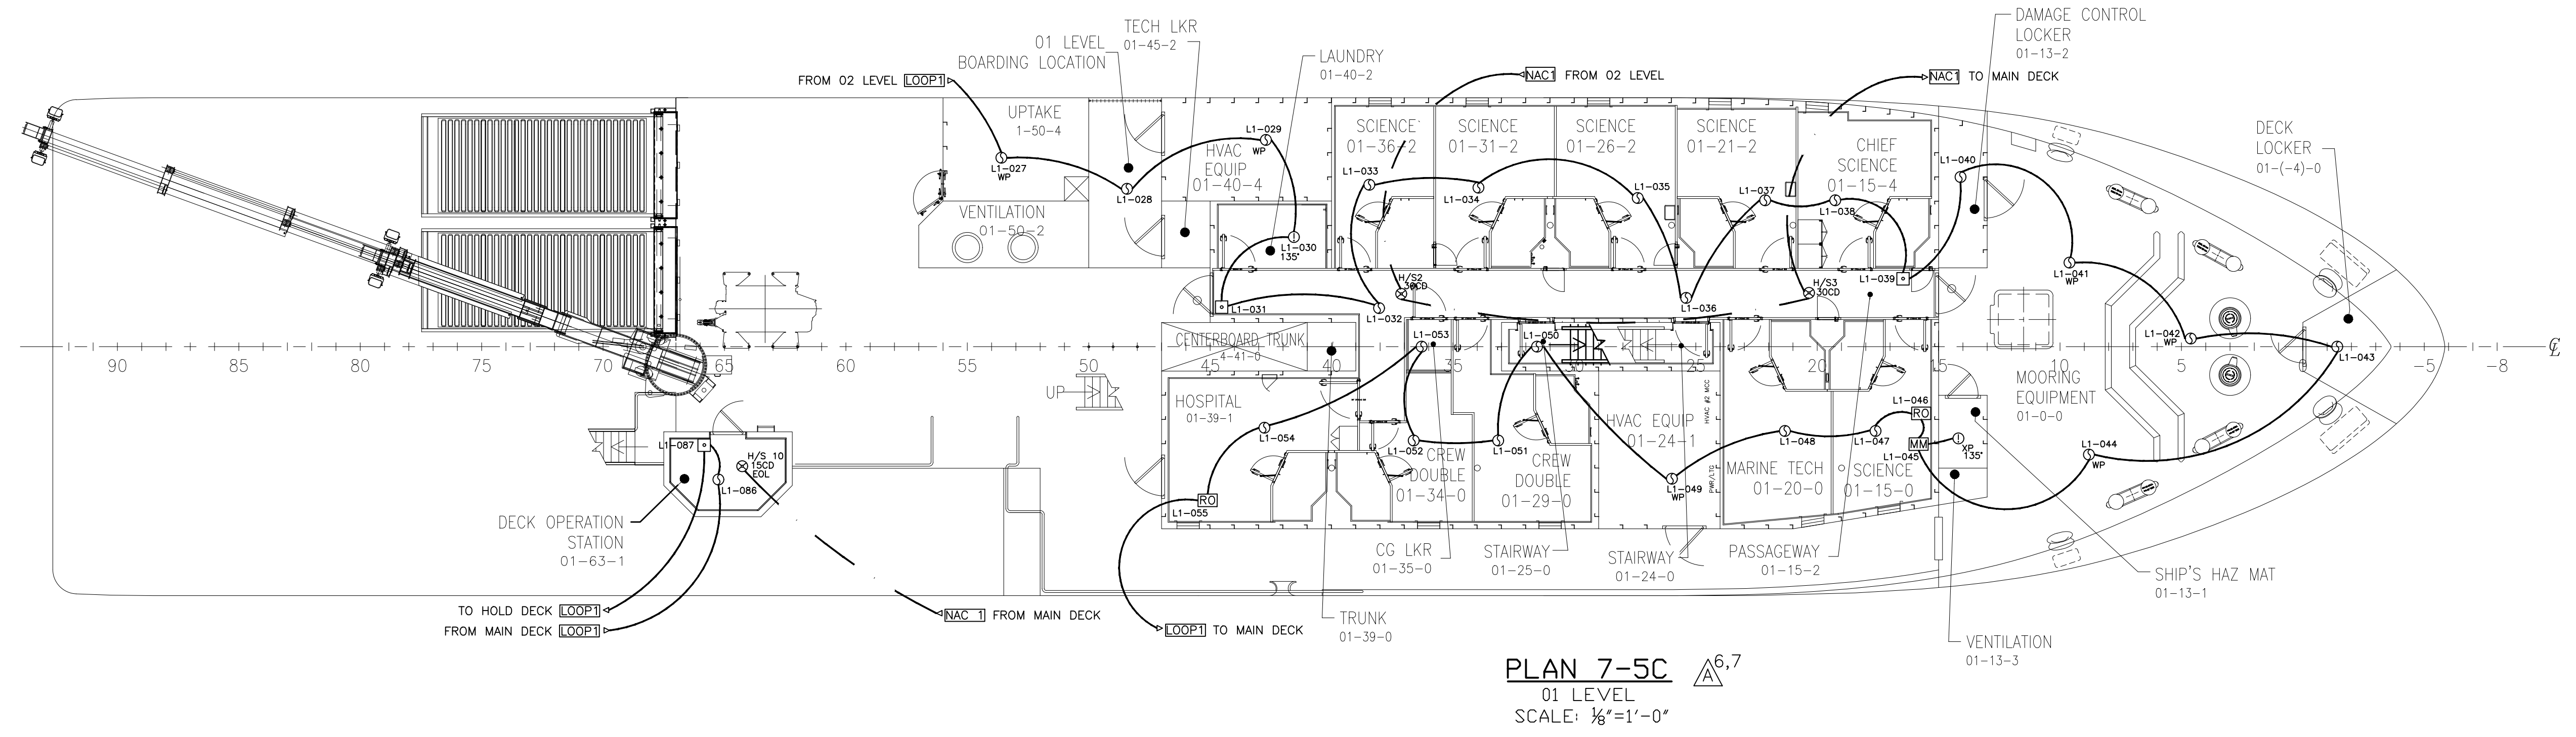 TECH LKR
01-45-2
01 LEVEL
BOARDING LOCATION
LAUNDRY
01-40-2
FROM 02 LEVEL LOOP1
NAC1 FROM 02 LEVEL
NAC1 TO MAIN DECK
DAMAGE CONTROL
LOCKER
01-13-2
DECK
LOCKER
01-(-4)-0
UPTAKE
1-50-4
L1-027
WP
L1-028
L1-029
WP
HVAC
EQUIP
01-40-4
VENTILATION
01-50-2
L1-030
135°
L1-031
L1-032
SCIENCE
01-36-2
SCIENCE
01-31-2
SCIENCE
01-26-2
SCIENCE
01-21-2
CHIEF
SCIENCE
01-15-4
L1-033
L1-034
L1-035
L1-036
L1-037
L1-038
L1-039
L1-040
L1-041
WP
L1-042
WP
L1-043
H/S2
30CD
H/S3
30CD
CENTERBOARD TRUNK
4-41-0
90
85
80
75
70
65
60
55
50
45
40
35
30
25
20
15
10
5
0
-5
-8
UP
HOSPITAL
01-39-1
L1-053
L1-050
L1-054
L1-052
L1-051
CREW
DOUBLE
01-34-0
CREW
DOUBLE
01-29-0
HVAC EQUIP
01-24-1
HVAC #2 MCC
PWR/LTG
L1-049
WP
L1-048
L1-047
L1-046
RO
MM
L1-045
XP
135°
MARINE TECH
01-20-0
SCIENCE
01-15-0
MOORING
EQUIPMENT
01-0-0
L1-044
WP
RO
L1-055
L1-087
H/S 10
15CD
EOL
L1-086
DECK OPERATION
STATION
01-63-1
CG LKR
01-35-0
STAIRWAY
01-25-0
STAIRWAY
01-24-0
PASSAGEWAY
01-15-2
SHIP'S HAZ MAT
01-13-1
TO HOLD DECK LOOP1
FROM MAIN DECK LOOP1
NAC 1 FROM MAIN DECK
LOOP1 TO MAIN DECK
TRUNK
01-39-0
VENTILATION
01-13-3
PLAN 7-5C A 6,7
01 LEVEL
SCALE: ⅛"=1'-0"